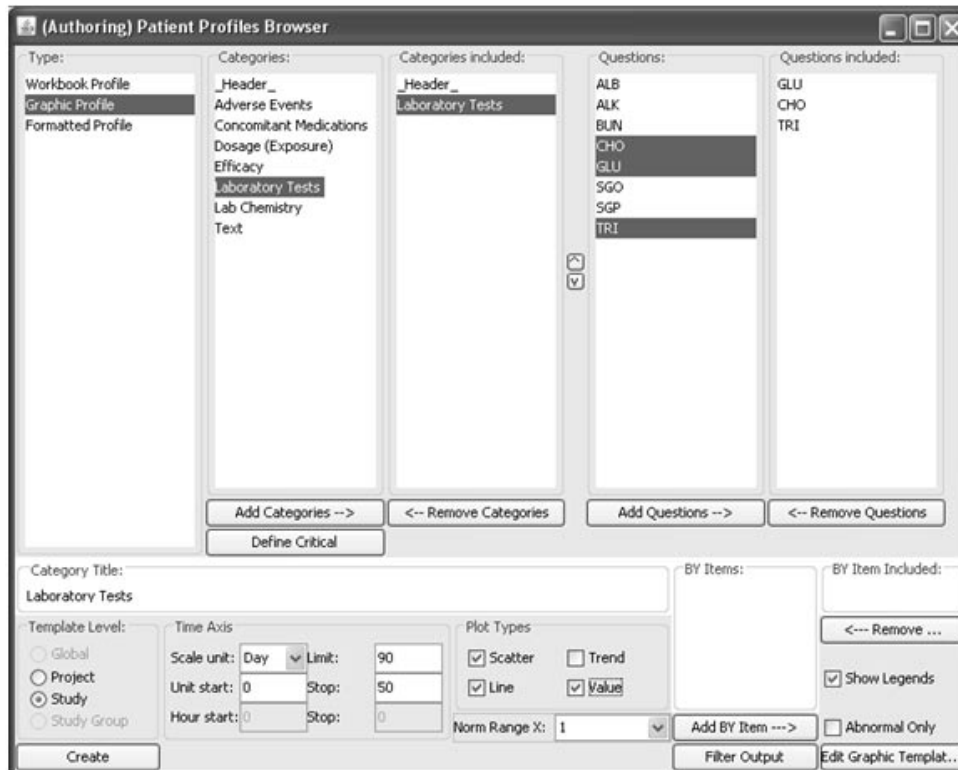 (Authoring) Patient Profiles Browser
Type:
Workbook Profile
Graphic Profile
Formatted Profile
Categories:
_Header_
Adverse Events
Concomitant Medications
Dosage (Exposure)
Efficacy
Laboratory Tests
Lab Chemistry
Text
Add Categories -->
Define Critical
Categories included:
_Header_
Laboratory Tests
<-- Remove Categories
^
v
Questions:
ALB
ALK
BUN
CHO
GLU
SGO
SGP
TRI
Add Questions -->
Questions included:
GLU
CHO
TRI
<-- Remove Questions
Category Title:
Laboratory Tests
Template Level:
Global
Project
Study
Study Group
Create
Time Axis
Scale unit: Day Limit: 90
Unit start: 0 Stop: 50
Hour start: 0 Stop: 0
Plot Types
Scatter Trend
Line Value
Norm Range X: 1
BY Items:
Add BY Item --->
Filter Output
BY Item Included:
<--- Remove ...
Show Legends
Abnormal Only
Edit Graphic Templat...